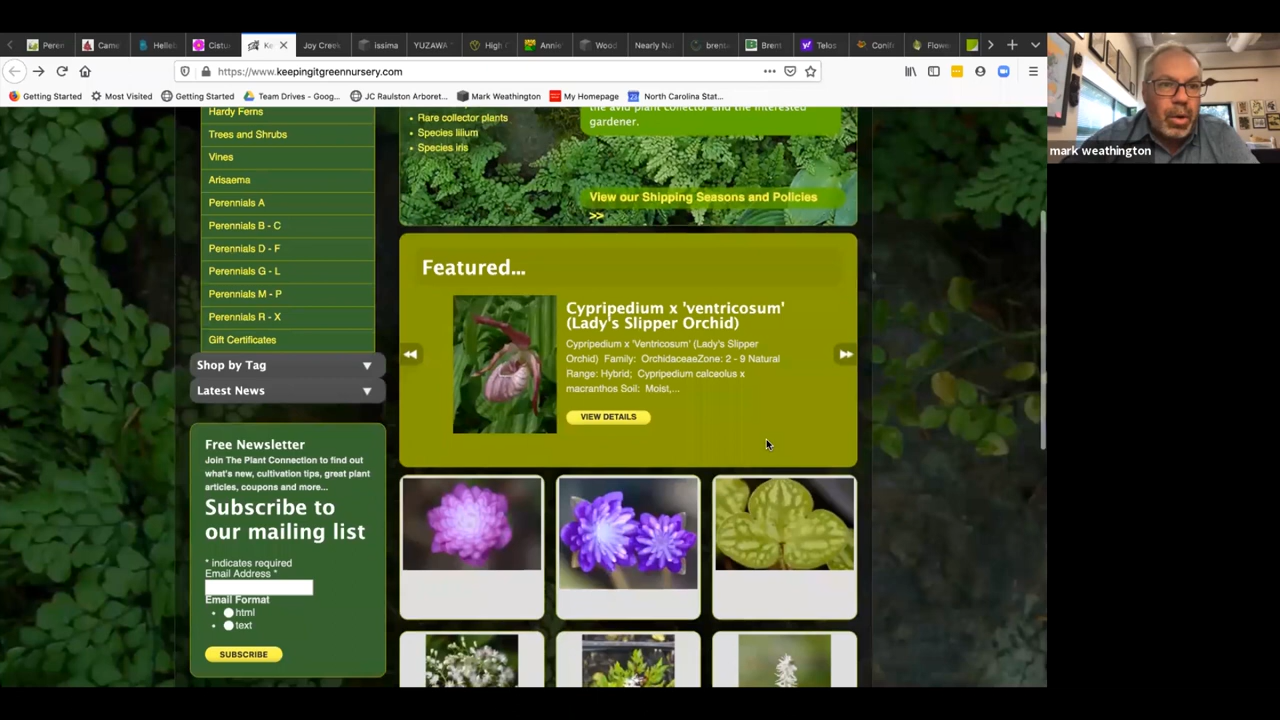 Peren
Came
Helleb
Cistu
Ke
Joy Creek
issima
YUZAWA
High
Annie'
Wood
Nearly Na
brenta
Brent
Telos
Conif
Flowe
https://www.keepingitgreennursery.com
Getting Started
Most Visited
Getting Started
Team Drives - Goog...
JC Raulston Arboret...
Mark Weathington
My Homepage
North Carolina Stat...
mark weathington
Hardy Ferns
Trees and Shrubs
Vines
Arisaema
Perennials A
Perennials B - C
Perennials D - F
Perennials G - L
Perennials M - P
Perennials R - X
Gift Certificates
Shop by Tag
Latest News
Free Newsletter
Join The Plant Connection to find out
what's new, cultivation tips, great plant
articles, coupons and more...
Subscribe to
our mailing list
* indicates required
Email Address *
Email Format
html
text
SUBSCRIBE
Rare collector plants
Species lilium
Species iris
the avid plant collector and the interested
gardener.
View our Shipping Seasons and Policies
>>
Featured...
Cypripedium x 'ventricosum'
(Lady's Slipper Orchid)
Cypripedium x 'Ventricosum' (Lady's Slipper
Orchid) Family: OrchidaceaeZone: 2 - 9 Natural
Range: Hybrid; Cypripedium calceolus x
macranthos Soil: Moist,...
VIEW DETAILS